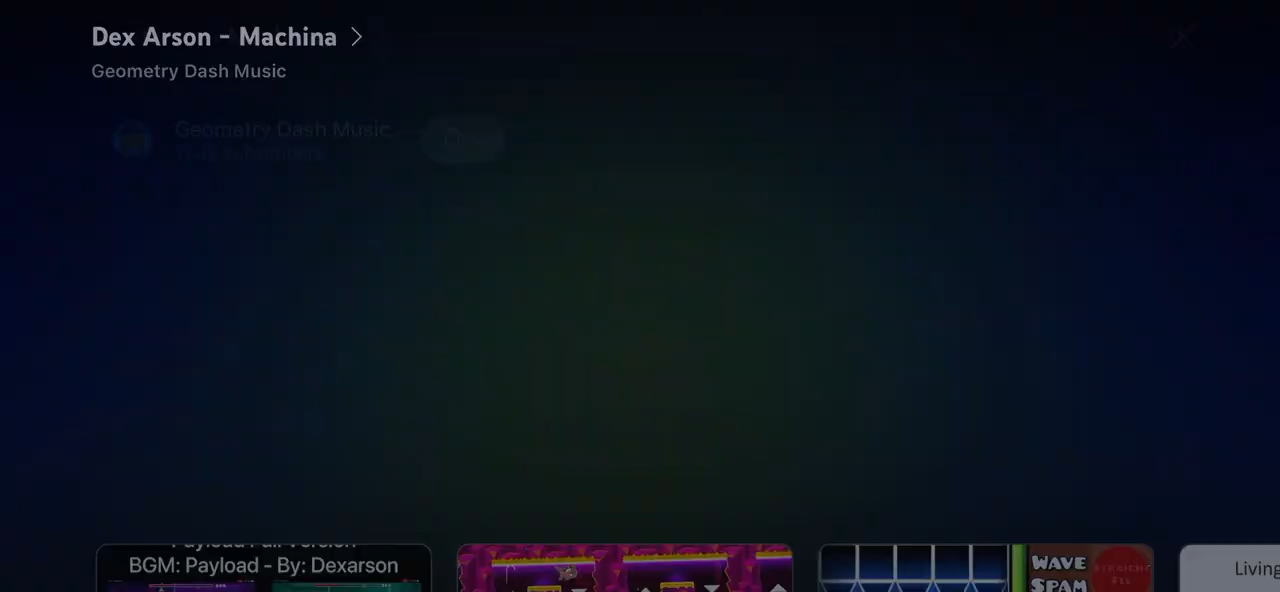 Dex Arson - Machina
Geometry Dash Music
Geometry Dash Music
BGM: Payload - By: Dexarson
WAVE
SPAM
Living